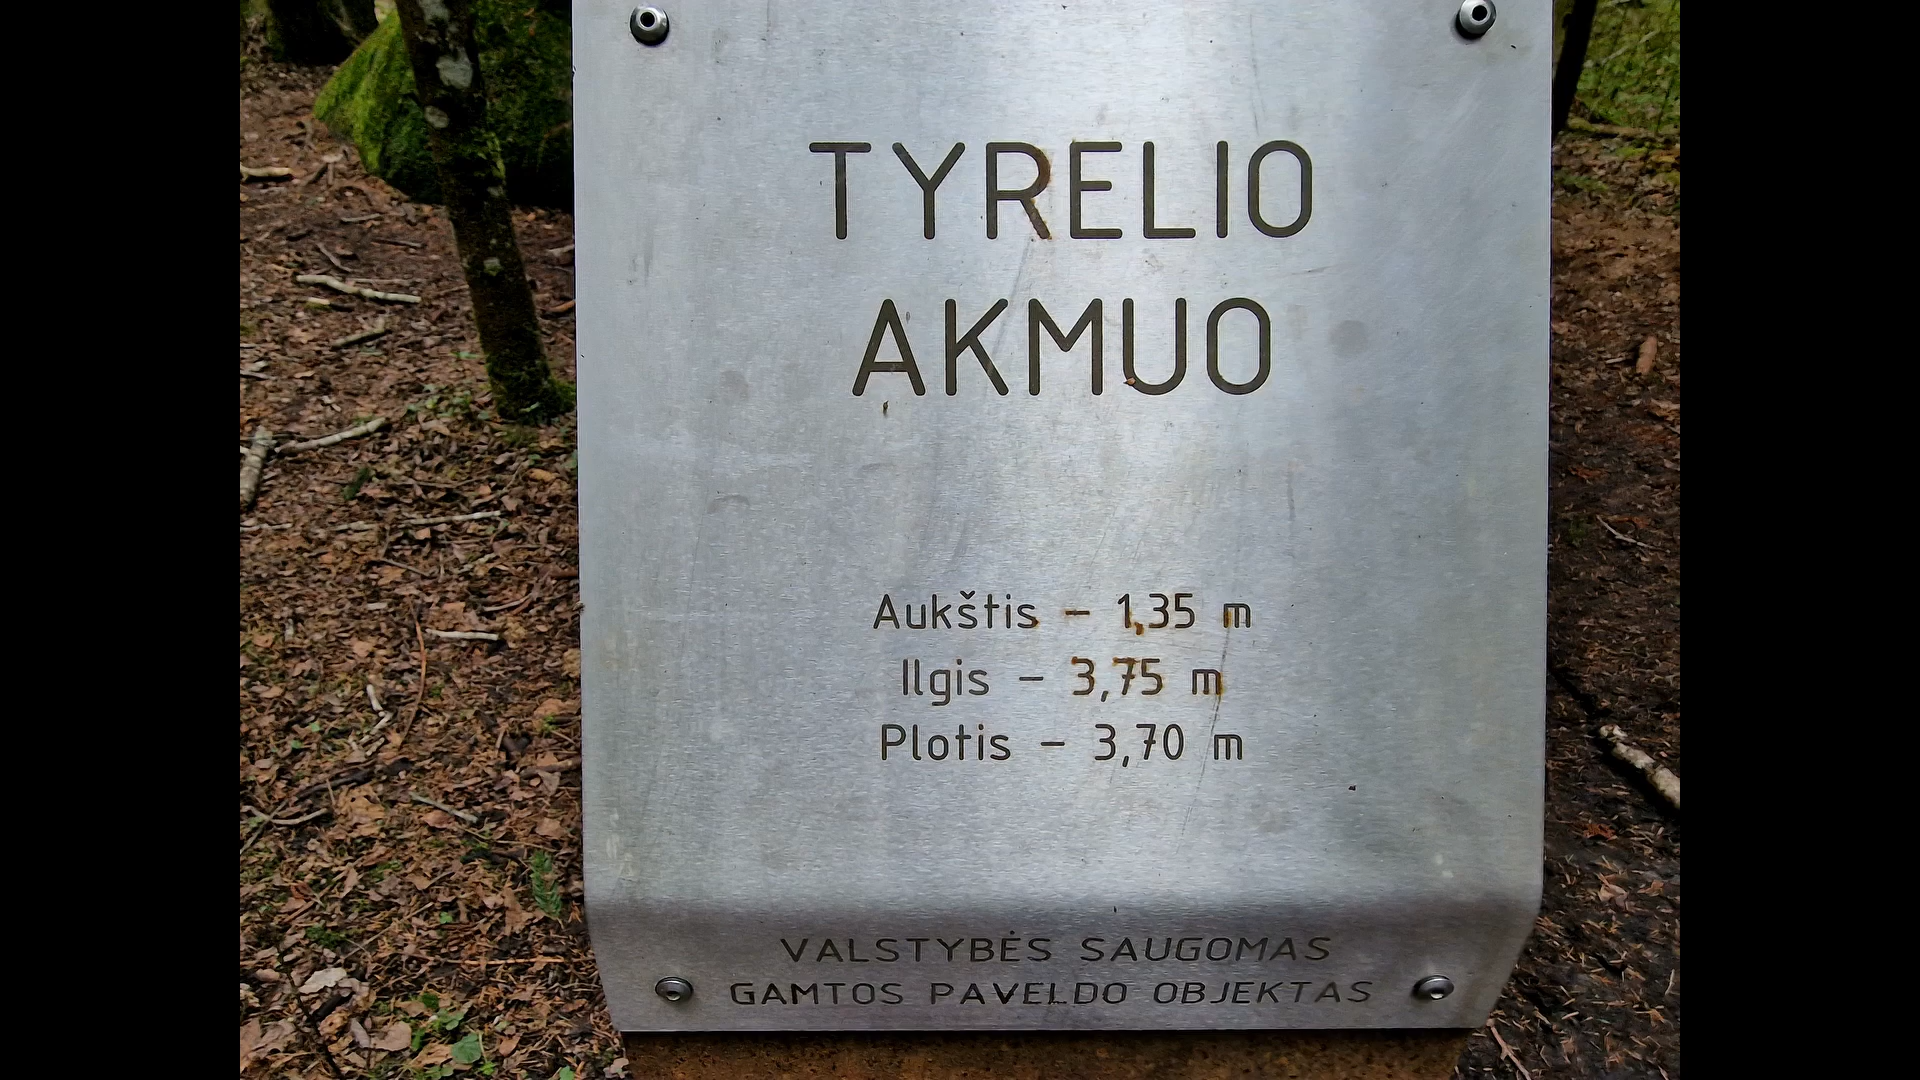 TYRELIO
AKMUO
Aukštis – 1,35 m
Ilgis – 3,75 m
Plotis – 3,70 m
VALSTYBĖS SAUGOMAS
GAMTOS PAVELDO OBJEKTAS